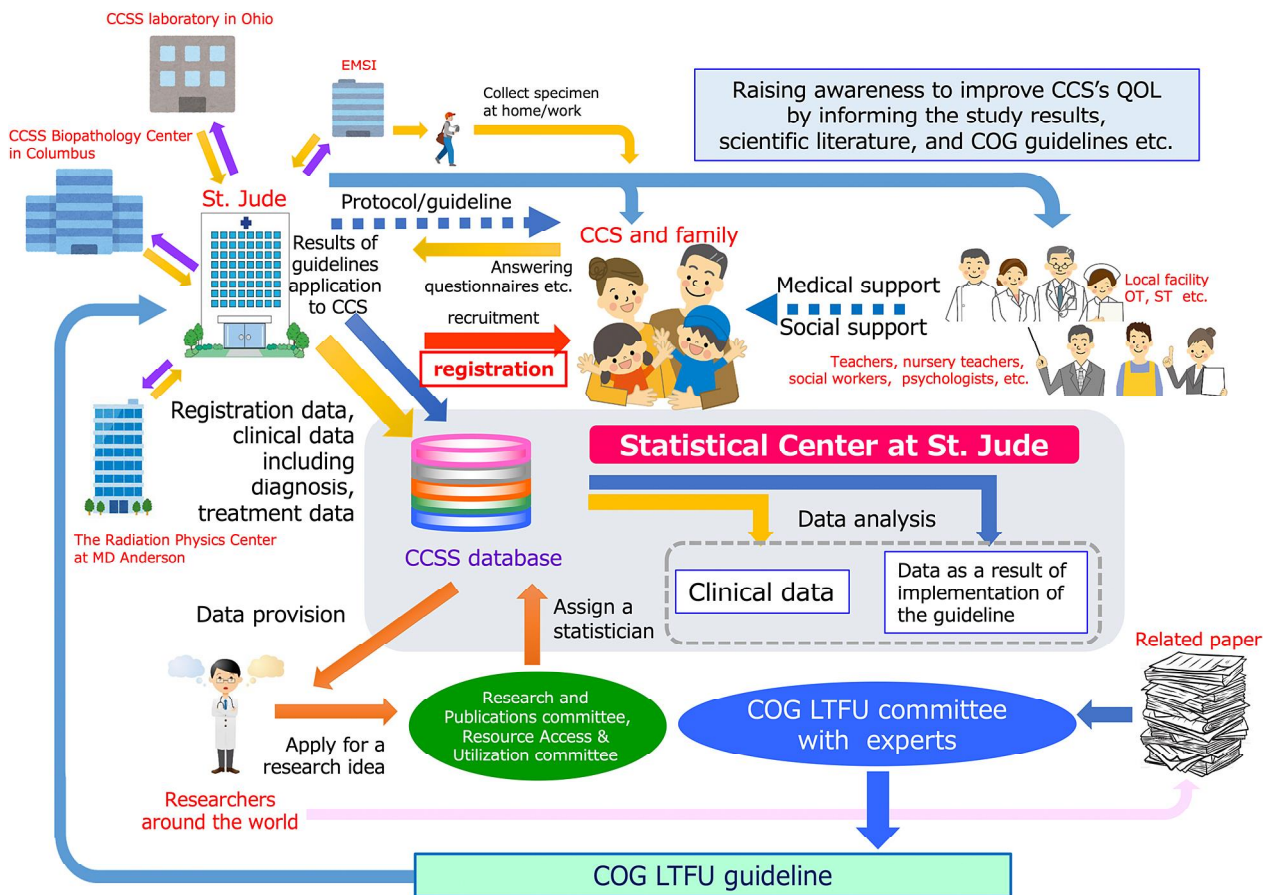 CCSS laboratory in Ohio
EMSI
Collect specimen
at home/work
Raising awareness to improve CCS's QOL
by informing the study results,
scientific literature, and COG guidelines etc.
CCSS Biopathology Center
in Columbus
St. Jude
Protocol/guideline
Results of
guidelines
application
to CCS
Answering
questionnaires etc.
CCS and family
recruitment
registration
Medical support
Social support
Local facility
OT, ST etc.
Teachers, nursery teachers,
social workers, psychologists, etc.
Registration data,
clinical data
including
diagnosis,
treatment data
The Radiation Physics Center
at MD Anderson
Statistical Center at St. Jude
CCSS database
Data analysis
Clinical data
Data as a result of
implementation of
the guideline
Data provision
Assign a
statistician
Related paper
Research and
Publications committee,
Resource Access &
Utilization committee
COG LTFU committee
with experts
Apply for a
research idea
Researchers
around the world
COG LTFU guideline